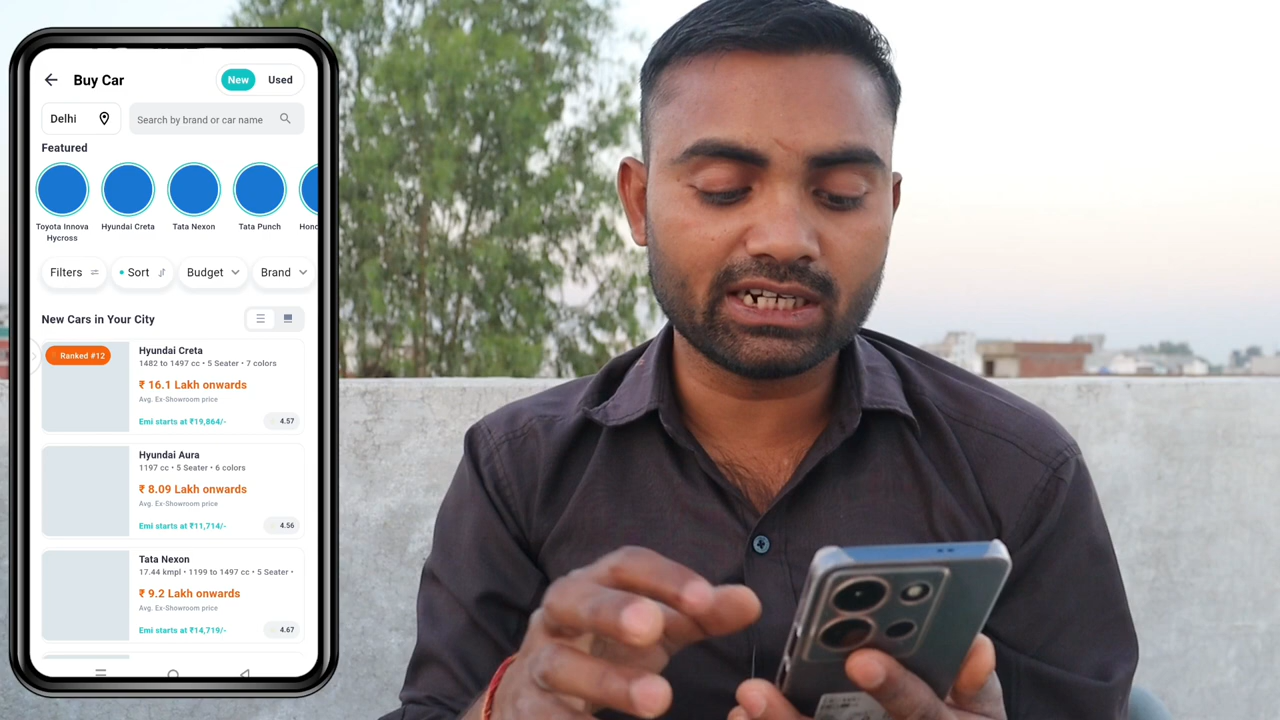 Buy Car
New
Used
Delhi
Search by brand or car name
Featured
Toyota Innova
Hycross
Hyundai Creta
Tata Nexon
Tata Punch
Hond
Filters
Sort
Budget
Brand
New Cars in Your City
Ranked #12
Hyundai Creta
1482 to 1497 cc • 5 Seater • 7 colors
₹ 16.1 Lakh onwards
Avg. Ex-Showroom price
Emi starts at ₹19,864/-
4.57
Hyundai Aura
1197 cc • 5 Seater • 6 colors
₹ 8.09 Lakh onwards
Avg. Ex-Showroom price
Emi starts at ₹11,714/-
4.56
Tata Nexon
17.44 kmpl • 1199 to 1497 cc • 5 Seater •
₹ 9.2 Lakh onwards
Avg. Ex-Showroom price
Emi starts at ₹14,719/-
4.67